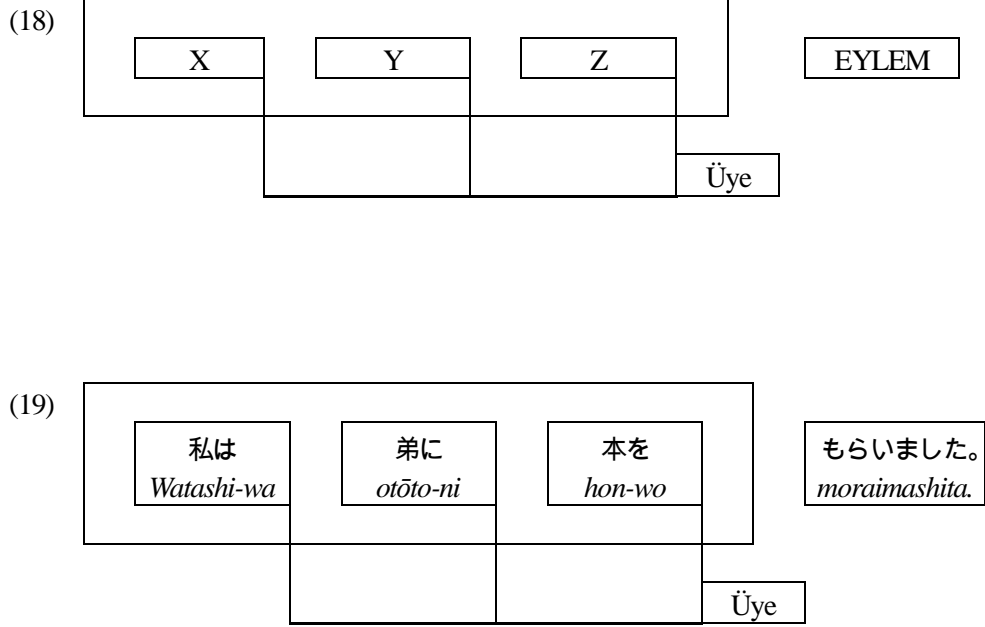 (18)
X Y Z EYLEM
Üye
(19)
私は 弟に 本を もらいました。
Watashi-wa otōto-ni hon-wo moraimashita.
Üye